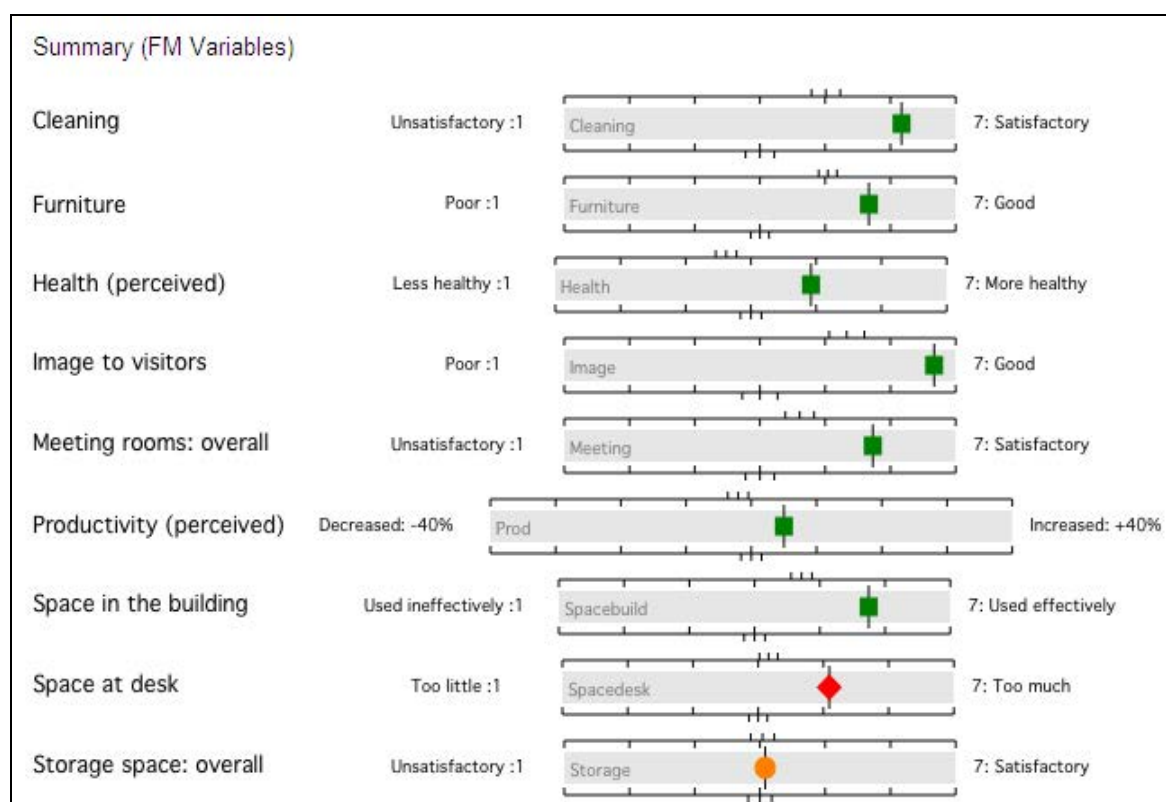 Summary (FM Variables)
Cleaning Unsatisfactory :1 Cleaning 7: Satisfactory
Furniture Poor :1 Furniture 7: Good
Health (perceived) Less healthy :1 Health 7: More healthy
Image to visitors Poor :1 Image 7: Good
Meeting rooms: overall Unsatisfactory :1 Meeting 7: Satisfactory
Productivity (perceived) Decreased: -40% Prod Increased: +40%
Space in the building Used ineffectively :1 Spacebuild 7: Used effectively
Space at desk Too little :1 Spacedesk 7: Too much
Storage space: overall Unsatisfactory :1 Storage 7: Satisfactory